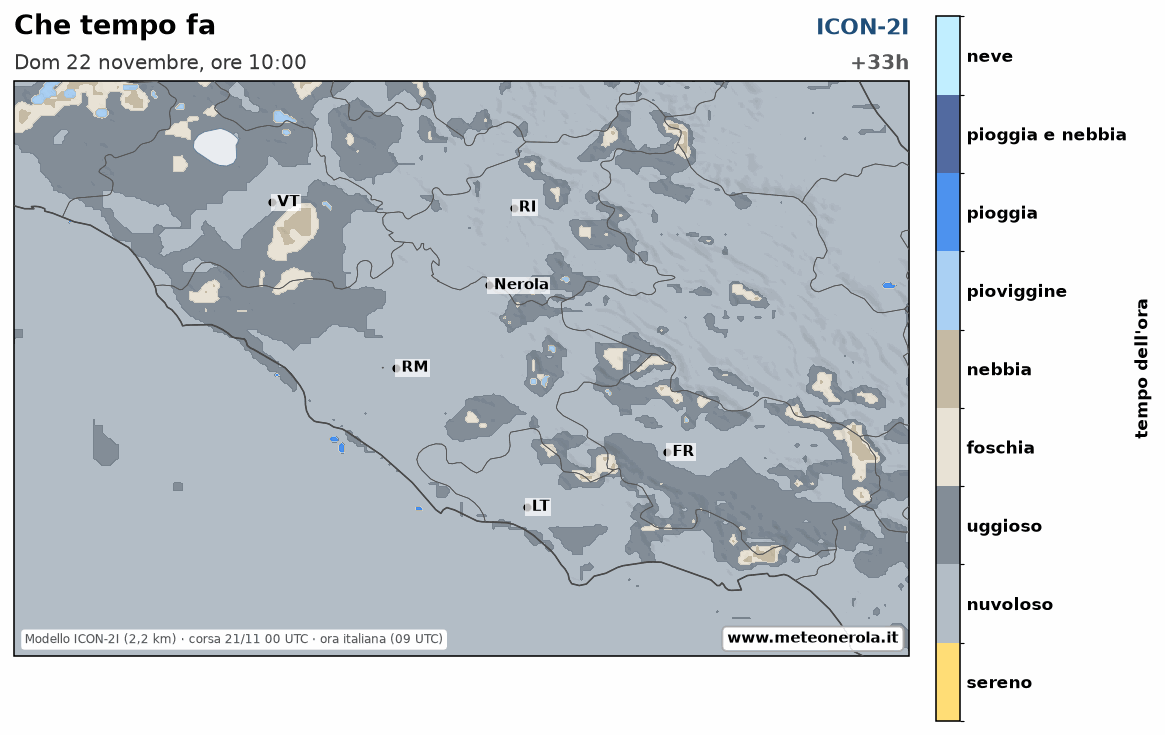 Che tempo fa
ICON-2I
Dom 22 novembre, ore 10:00
+33h
VT
RI
Nerola
RM
FR
LT
Modello ICON-2I (2,2 km) · corsa 21/11 00 UTC · ora italiana (09 UTC)
www.meteonerola.it
neve
pioggia e nebbia
pioggia
pioviggine
nebbia
foschia
uggioso
nuvoloso
sereno
tempo dell'ora